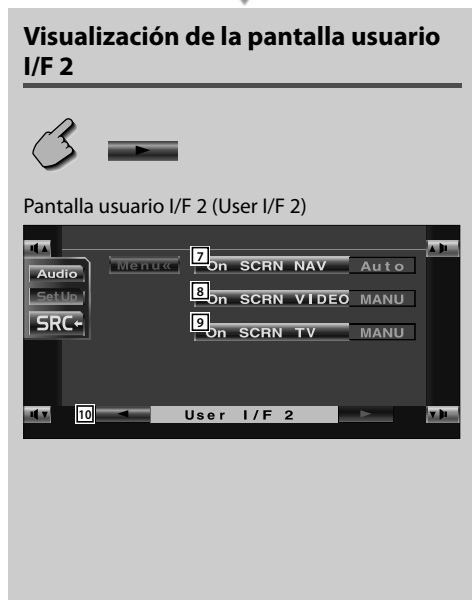 Visualización de la pantalla usuario
I/F 2
Pantalla usuario I/F 2 (User I/F 2)
Audio
Menu«
7
On SCRN NAV
Auto
SetUp
8
On SCRN VIDEO
MANU
SRC
9
On SCRN TV
MANU
10
User I/F 2